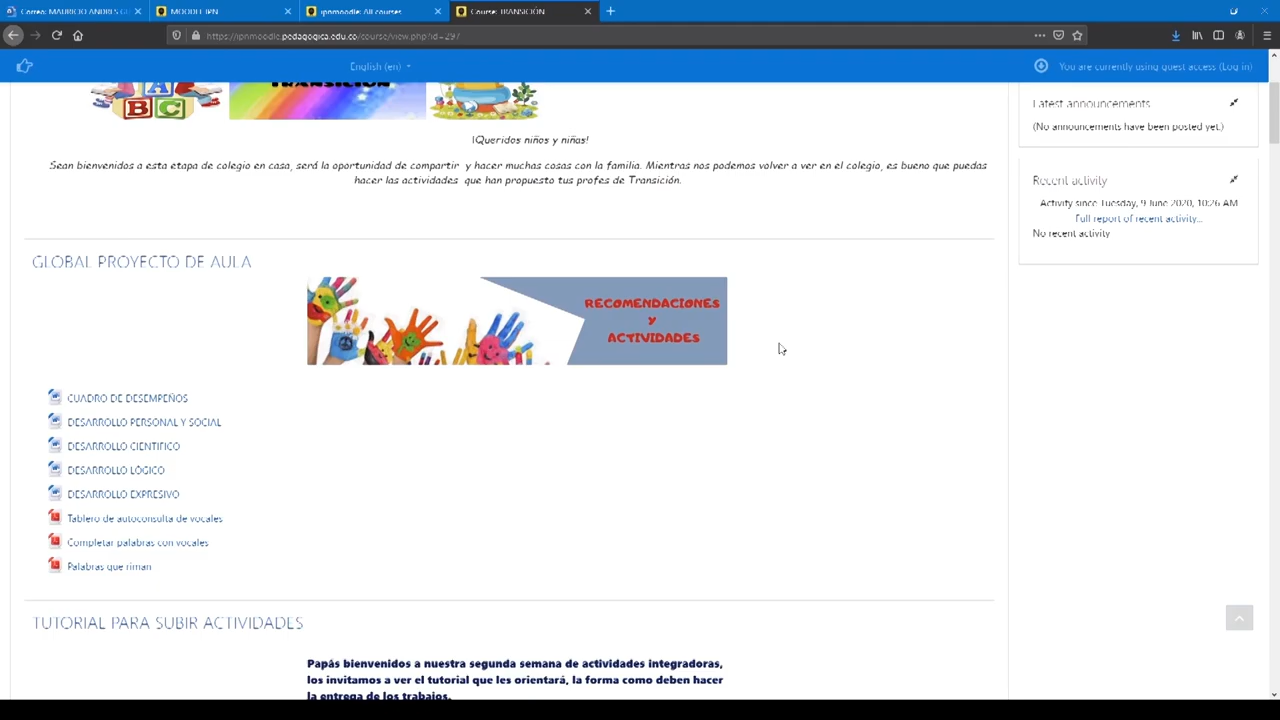 Correo: MAURICIO ANDRES
MOODLE IPN
ipnmoodle: AR courses
Course: TRANSICIÓN
https://ipnmoodle.pedagogica.edu.co/course/view.php?id=297
English (en)
You are currently using guest access (Log in)
ABC
TRANSICIÓN
¡Queridos niños y niñas!
Sean bienvenidos a esta etapa de colegio en casa, será la oportunidad de compartir y hacer muchas cosas con la familia. Mientras nos podemos volver a ver en el colegio, es bueno que puedas
hacer las actividades que han propuesto tus profes de Transición.
Latest announcements
(No announcements have been posted yet.)
Recent activity
Activity since Tuesday, 9 June 2020, 10:26 AM
Full report of recent activity...
No recent activity
GLOBAL PROYECTO DE AULA
RECOMENDACIONES
Y
ACTIVIDADES
CUADRO DE DESEMPEÑOS
DESARROLLO PERSONAL Y SOCIAL
DESARROLLO CIENTIFICO
DESARROLLO LÓGICO
DESARROLLO EXPRESIVO
Tablero de autoconsulta de vocales
Completar palabras con vocales
Palabras que riman
TUTORIAL PARA SUBIR ACTIVIDADES
Papás bienvenidos a nuestra segunda semana de actividades integradoras,
los invitamos a ver el tutorial que les orientará, la forma como deben hacer
la entrega de los trabajos.